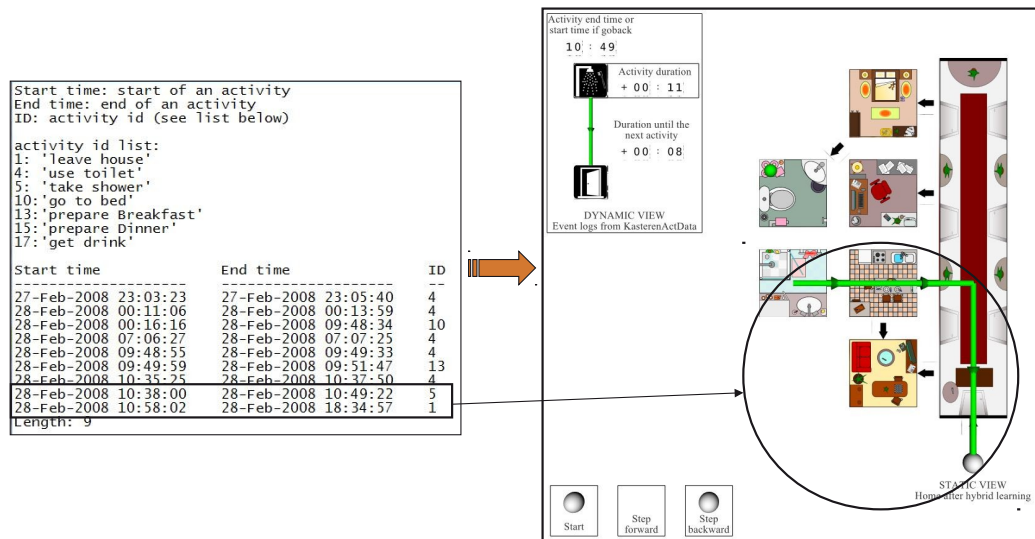 Start time: start of an activity
End time: end of an activity
ID: activity id (see list below)
activity id list:
1: 'leave house'
4: 'use toilet'
5: 'take shower'
10:'go to bed'
13:'prepare Breakfast'
15:'prepare Dinner'
17:'get drink'
Start time End time ID
-------------------- -------------------- --
27-Feb-2008 23:03:23 27-Feb-2008 23:05:40 4
28-Feb-2008 00:11:06 28-Feb-2008 00:13:59 4
28-Feb-2008 00:16:16 28-Feb-2008 09:48:34 10
28-Feb-2008 07:06:27 28-Feb-2008 07:07:25 4
28-Feb-2008 09:48:55 28-Feb-2008 09:49:33 4
28-Feb-2008 09:49:59 28-Feb-2008 09:51:47 13
28-Feb-2008 10:35:25 28-Feb-2008 10:37:50 4
28-Feb-2008 10:38:00 28-Feb-2008 10:49:22 5
28-Feb-2008 10:58:02 28-Feb-2008 18:34:57 1
Length: 9
Activity end time or
start time if goback
10 : 49
Activity duration
+ 00 : 11
Duration until the
next activity
+ 00 : 08
DYNAMIC VIEW
Event logs from KasterenActData
STATIC VIEW
Home after hybrid learning
Start
Step
forward
Step
backward